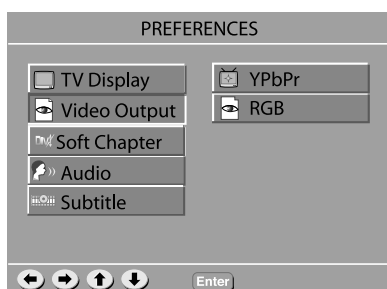 PREFERENCES
TV Display
Video Output
Soft Chapter
Audio
Subtitle
YPbPr
RGB
Enter